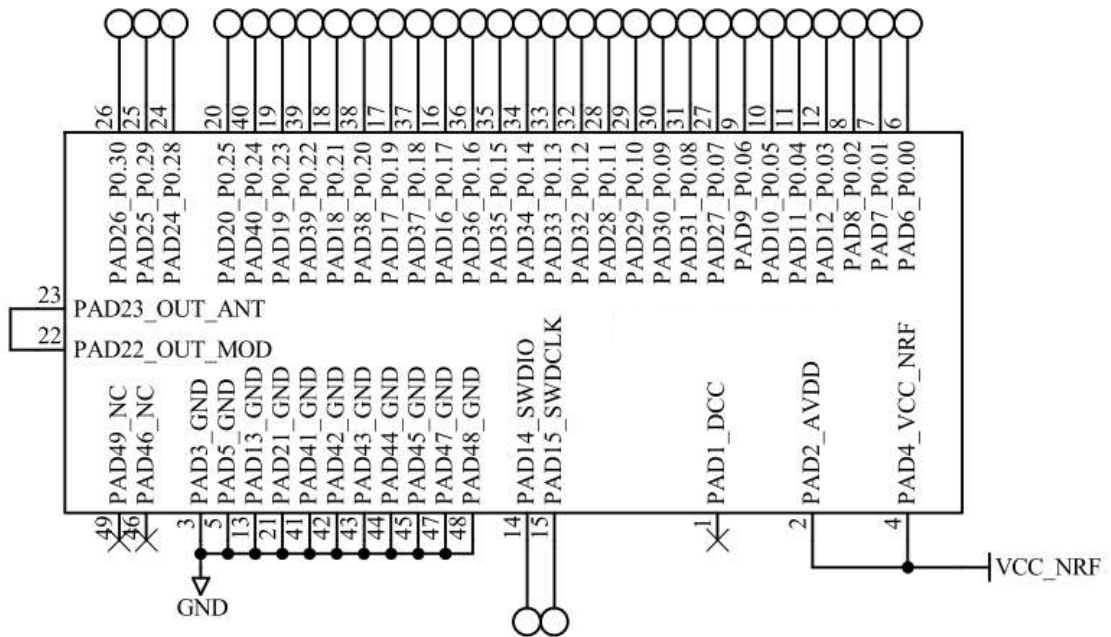 26 25 24 20 40 19 39 18 38 17 37 16 36 35 34 33 32 28 29 30 31 27 9 10 11 12 8 7 6
PAD26_P0.30
PAD25_P0.29
PAD24_P0.28
PAD20_P0.25
PAD40_P0.24
PAD19_P0.23
PAD39_P0.22
PAD18_P0.21
PAD38_P0.20
PAD17_P0.19
PAD37_P0.18
PAD16_P0.17
PAD36_P0.16
PAD35_P0.15
PAD34_P0.14
PAD33_P0.13
PAD32_P0.12
PAD28_P0.11
PAD29_P0.10
PAD30_P0.09
PAD31_P0.08
PAD27_P0.07
PAD9_P0.06
PAD10_P0.05
PAD11_P0.04
PAD12_P0.03
PAD8_P0.02
PAD7_P0.01
PAD6_P0.00
23 PAD23_OUT_ANT
22 PAD22_OUT_MOD
PAD49_NC
PAD46_NC
PAD3_GND
PAD5_GND
PAD13_GND
PAD21_GND
PAD41_GND
PAD42_GND
PAD43_GND
PAD44_GND
PAD45_GND
PAD47_GND
PAD48_GND
PAD14_SWDIO
PAD15_SWDCLK
PAD1_DCC
PAD2_AVDD
PAD4_VCC_NRF
49 46 3 5 13 21 41 42 43 44 45 47 48 14 15 1 2 4
VCC_NRF
GND